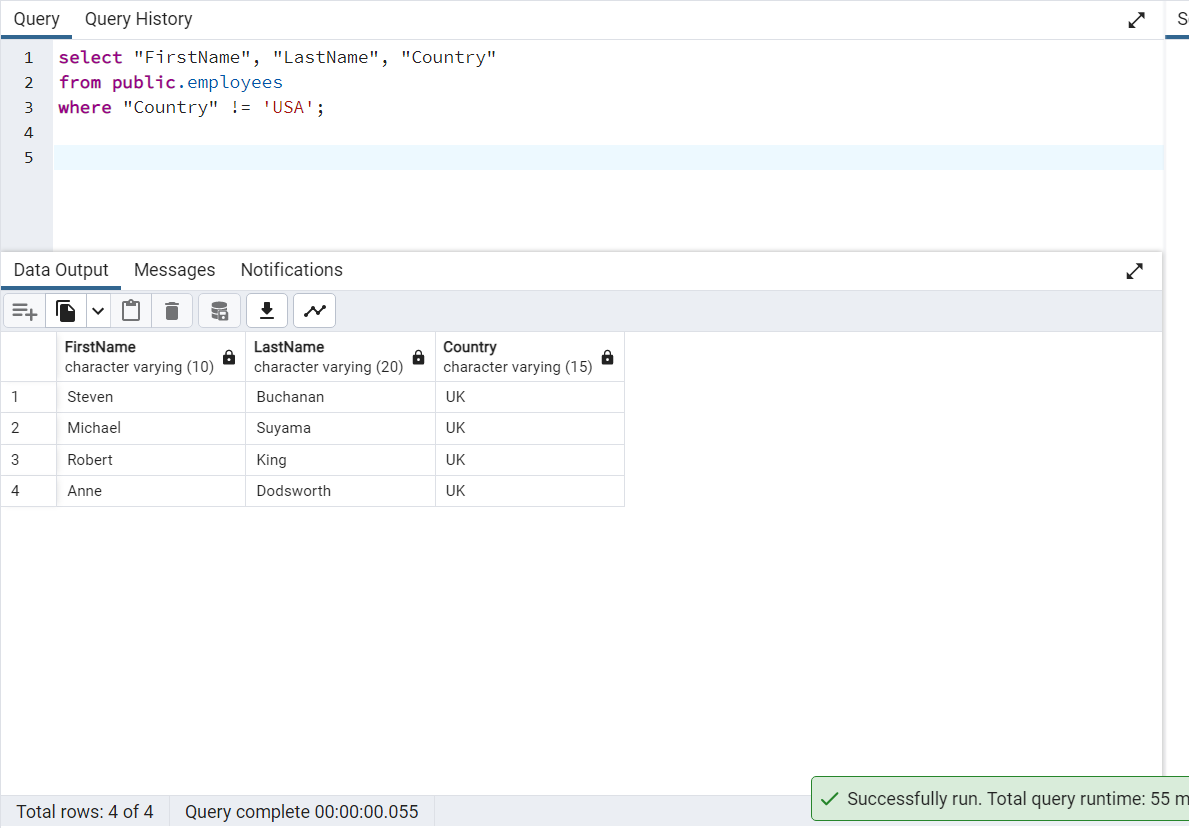 Query Query History S
1 select "FirstName", "LastName", "Country"
2 from public.employees
3 where "Country" != 'USA';
4
5
Data Output Messages Notifications
FirstName LastName Country
character varying (10) character varying (20) character varying (15)
1 Steven Buchanan UK
2 Michael Suyama UK
3 Robert King UK
4 Anne Dodsworth UK
Successfully run. Total query runtime: 55 m
Total rows: 4 of 4 Query complete 00:00:00.055